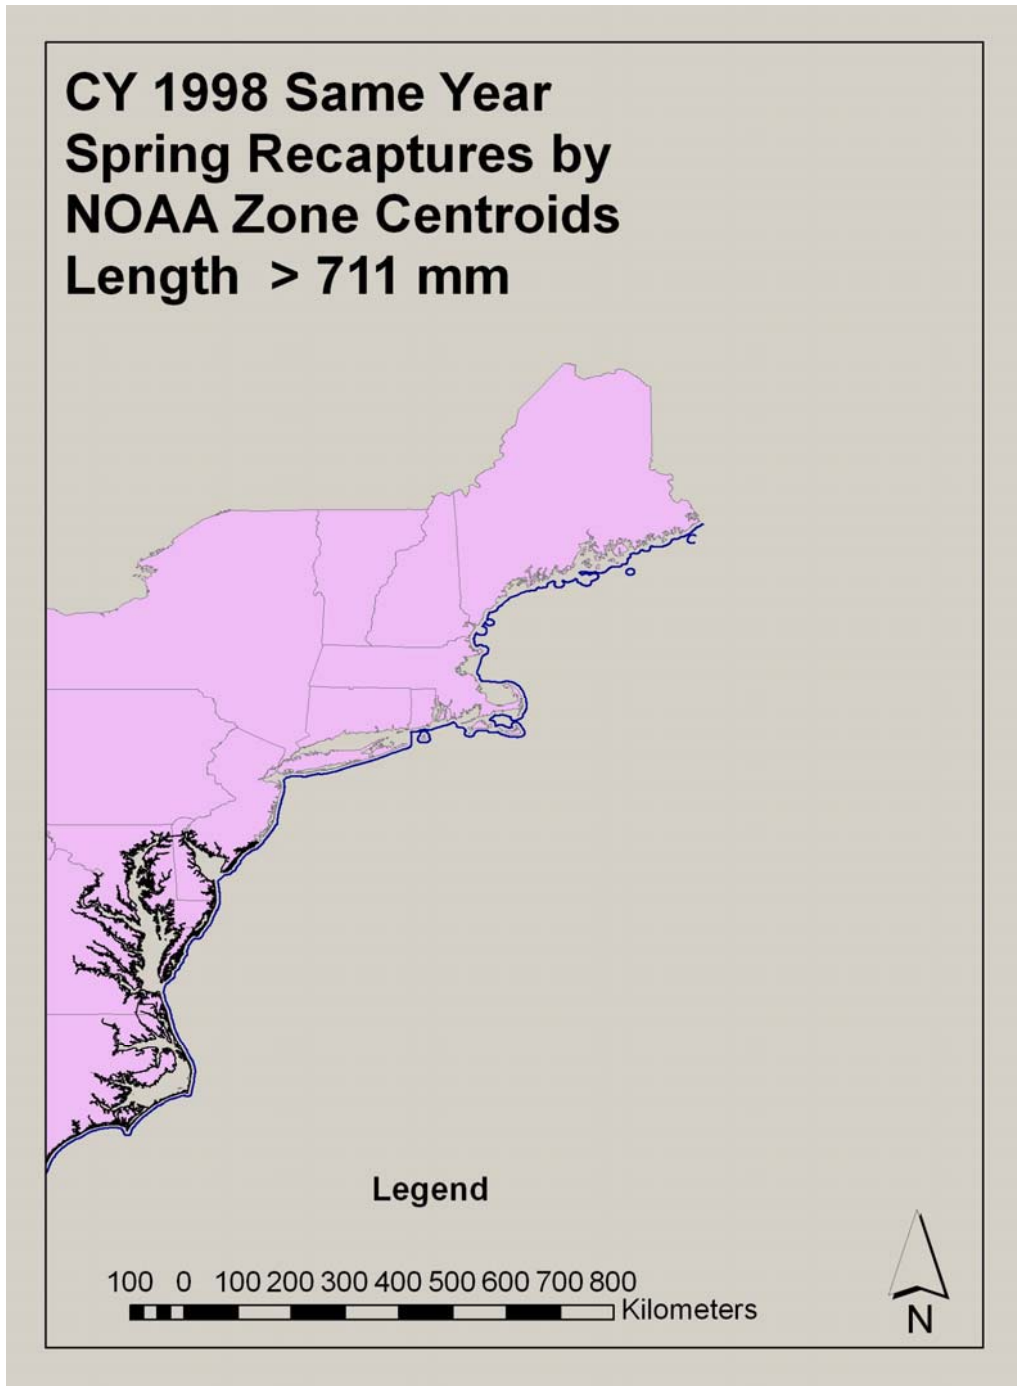 CY 1998 Same Year
Spring Recaptures by
NOAA Zone Centroids
Length > 711 mm
Legend
100 0 100 200 300 400 500 600 700 800
Kilometers
N